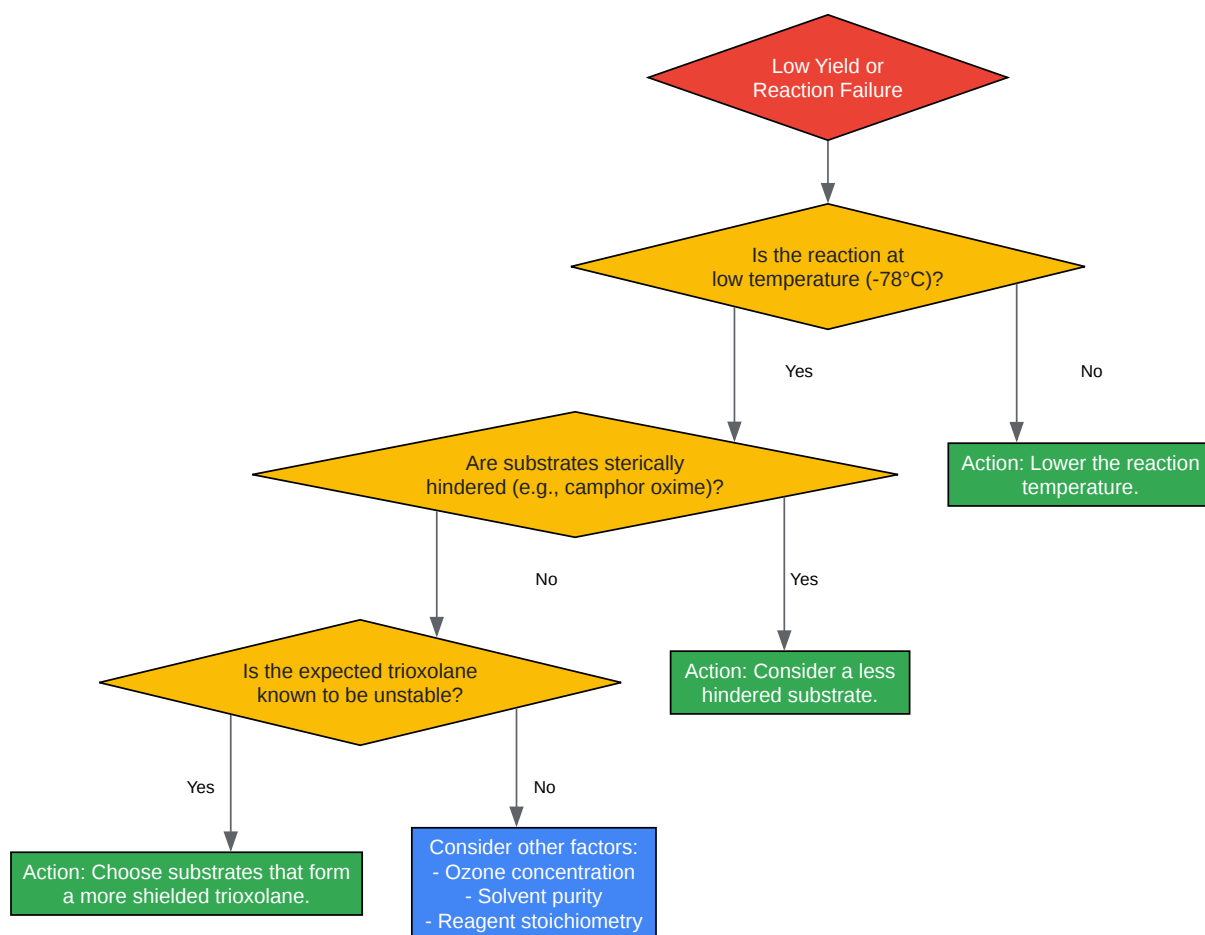 Low Yield or
Reaction Failure
Is the reaction at
low temperature (-78°C)?
Yes
No
Are substrates sterically
hindered (e.g., camphor oxime)?
Action: Lower the reaction
temperature.
No
Yes
Is the expected trioxolane
known to be unstable?
Action: Consider a less
hindered substrate.
Yes
No
Action: Choose substrates that form
a more shielded trioxolane.
Consider other factors:
- Ozone concentration
- Solvent purity
- Reagent stoichiometry